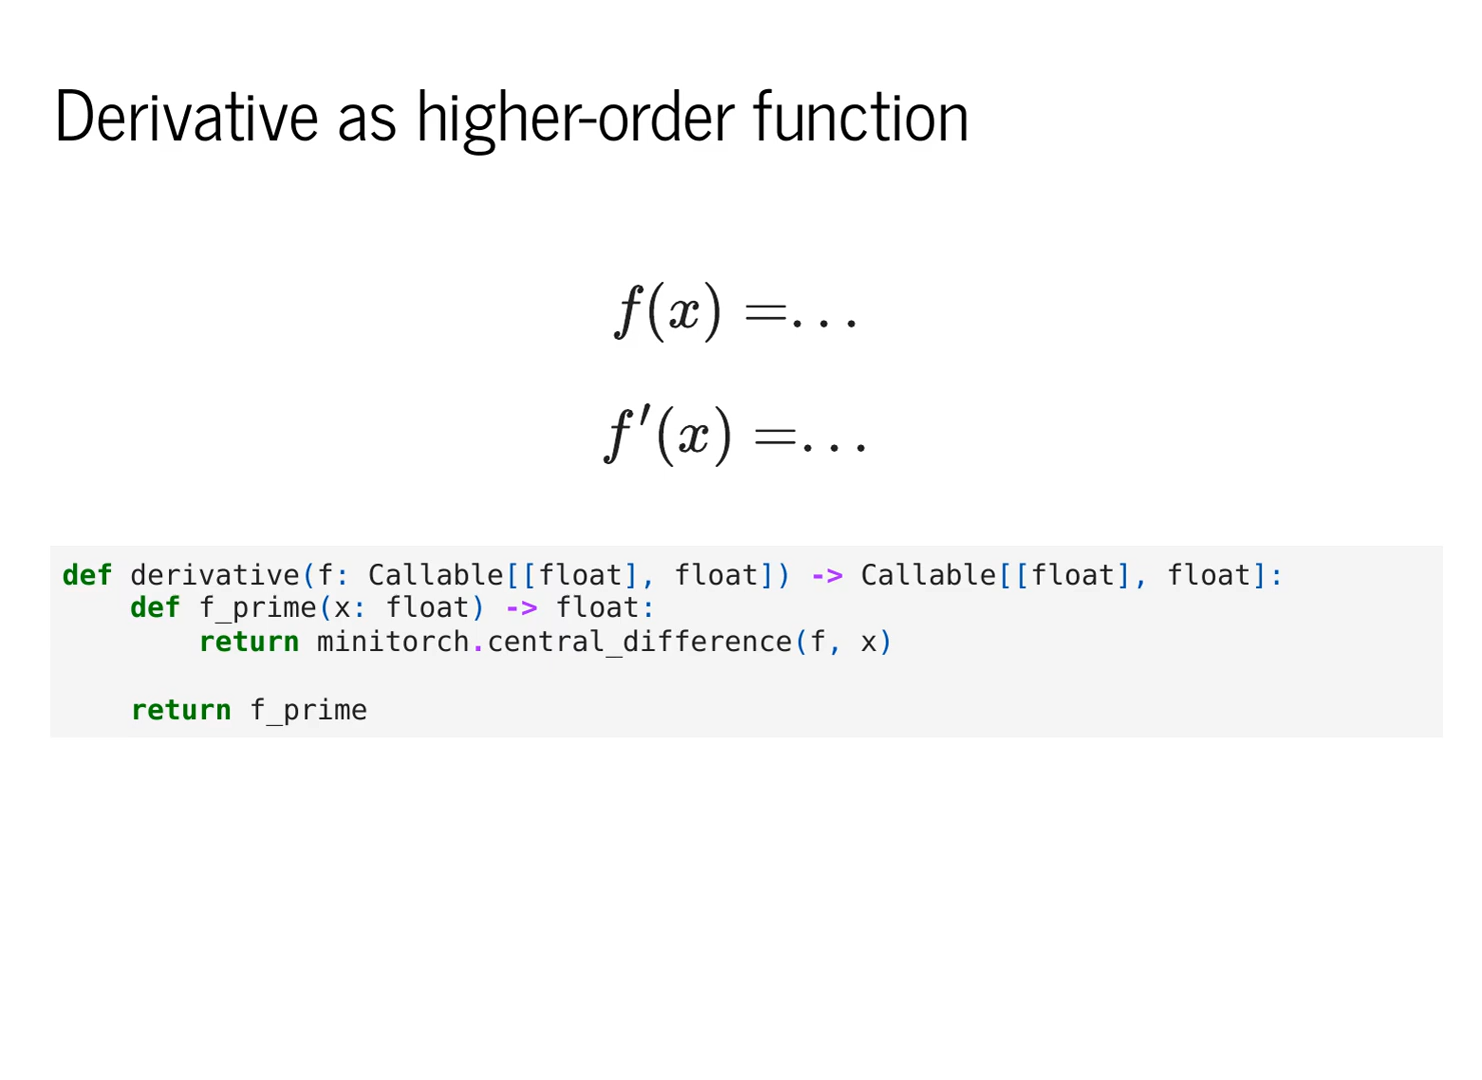 Derivative as higher-order function
f(x) =...
f′(x) =...
def derivative(f: Callable[[float], float]) -> Callable[[float], float]:
    def f_prime(x: float) -> float:
        return minitorch.central_difference(f, x)
    return f_prime